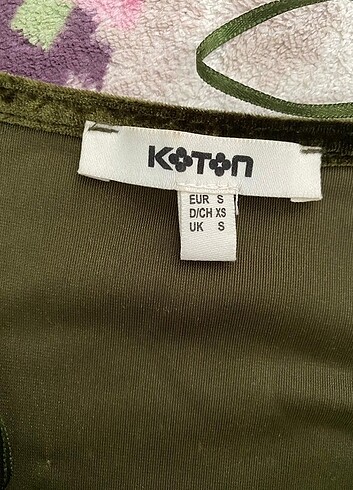 KOTON
EUR S
D/CH XS
UK S